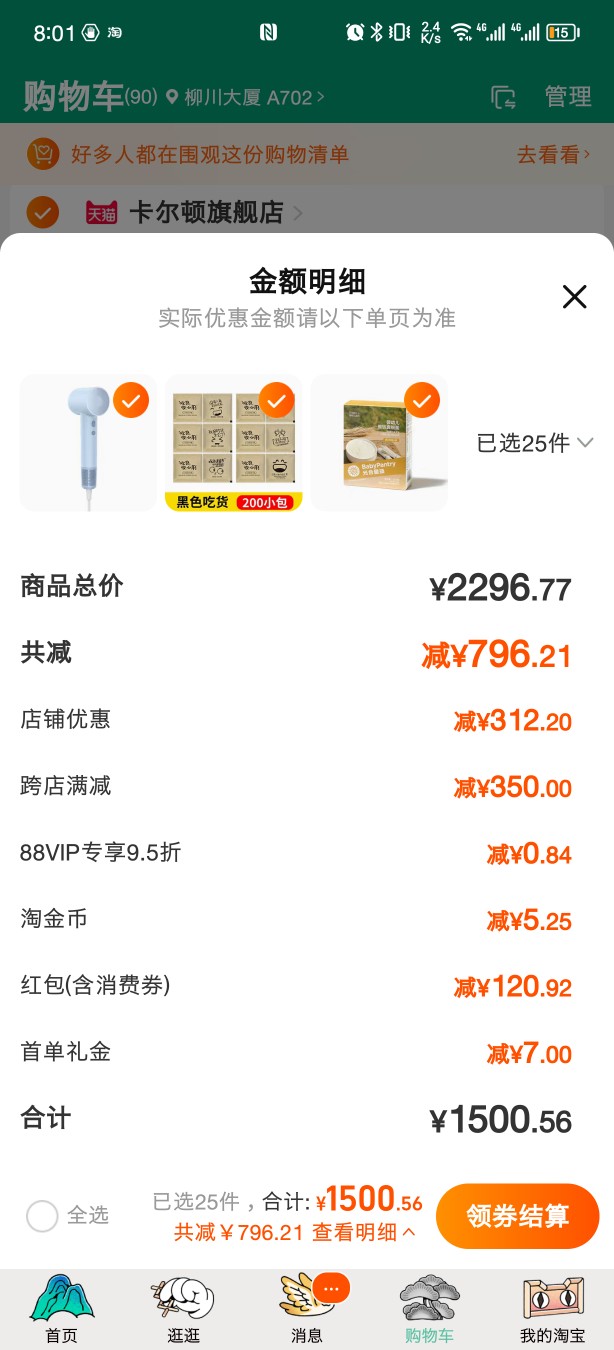 8:01 淘 2.4 K/s 4G 4G 15
购物车(90) 柳川大厦 A702 管理
好多人都在围观这份购物清单 去看看
天猫 卡尔顿旗舰店
金额明细
实际优惠金额请以下单页为准
黑色吃货 200小包
BabyPantry
已选25件
商品总价 ¥2296.77
共减 减¥796.21
店铺优惠 减¥312.20
跨店满减 减¥350.00
88VIP专享9.5折 减¥0.84
淘金币 减¥5.25
红包(含消费券) 减¥120.92
首单礼金 减¥7.00
合计 ¥1500.56
全选 已选25件，合计: ¥1500.56 领券结算
共减￥796.21 查看明细
首页 逛逛 消息 购物车 我的淘宝